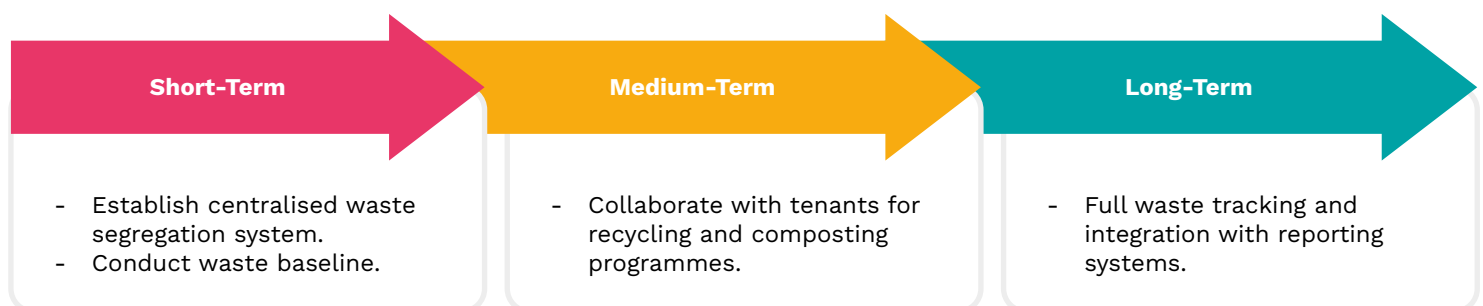 Short-Term
- Establish centralised waste
segregation system.
- Conduct waste baseline.
Medium-Term
- Collaborate with tenants for
recycling and composting
programmes.
Long-Term
- Full waste tracking and
integration with reporting
systems.